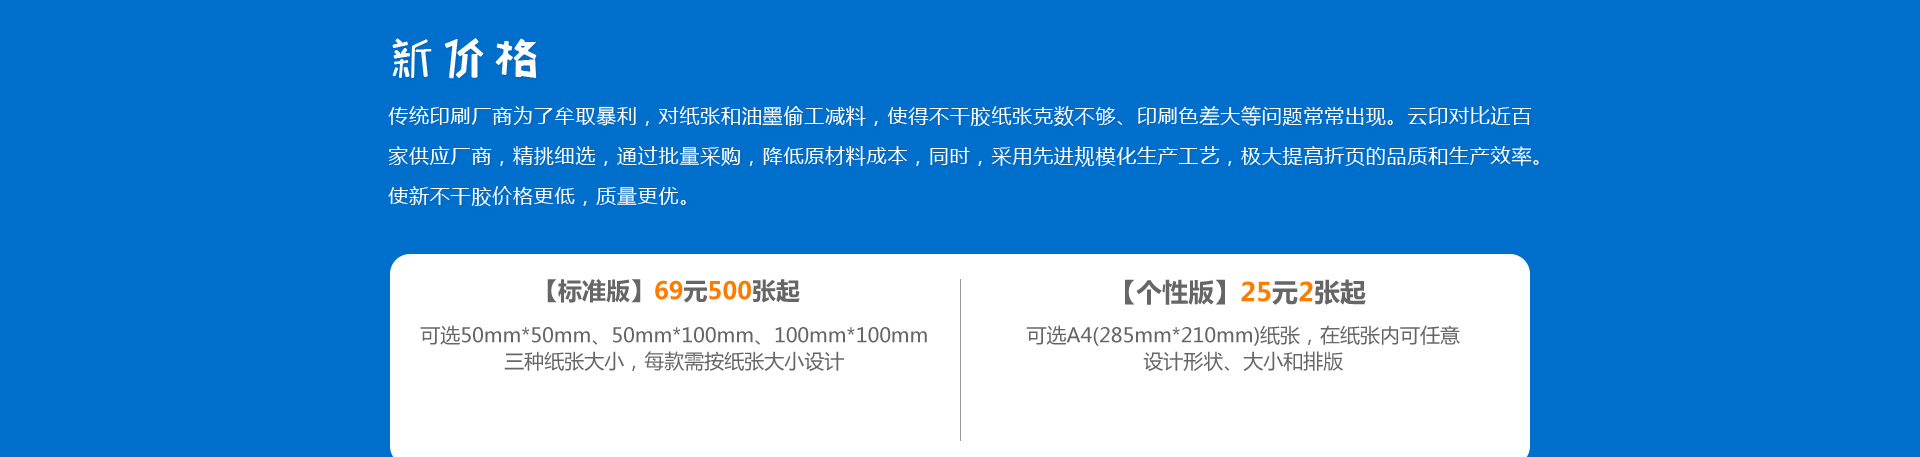 新价格
传统印刷厂商为了牟取暴利，对纸张和油墨偷工减料，使得不干胶纸张克数不够、印刷色差大等问题常常出现。云印对比近百
家供应厂商，精挑细选，通过批量采购，降低原材料成本，同时，采用先进规模化生产工艺，极大提高折页的品质和生产效率。
使新不干胶价格更低，质量更优。
【标准版】69元500张起
可选50mm*50mm、50mm*100mm、100mm*100mm
三种纸张大小，每款需按纸张大小设计
【个性版】25元2张起
可选A4(285mm*210mm)纸张，在纸张内可任意
设计形状、大小和排版